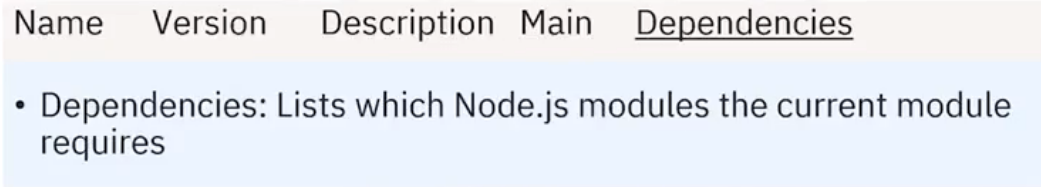 Name Version Description Main Dependencies
• Dependencies: Lists which Node.js modules the current module
requires